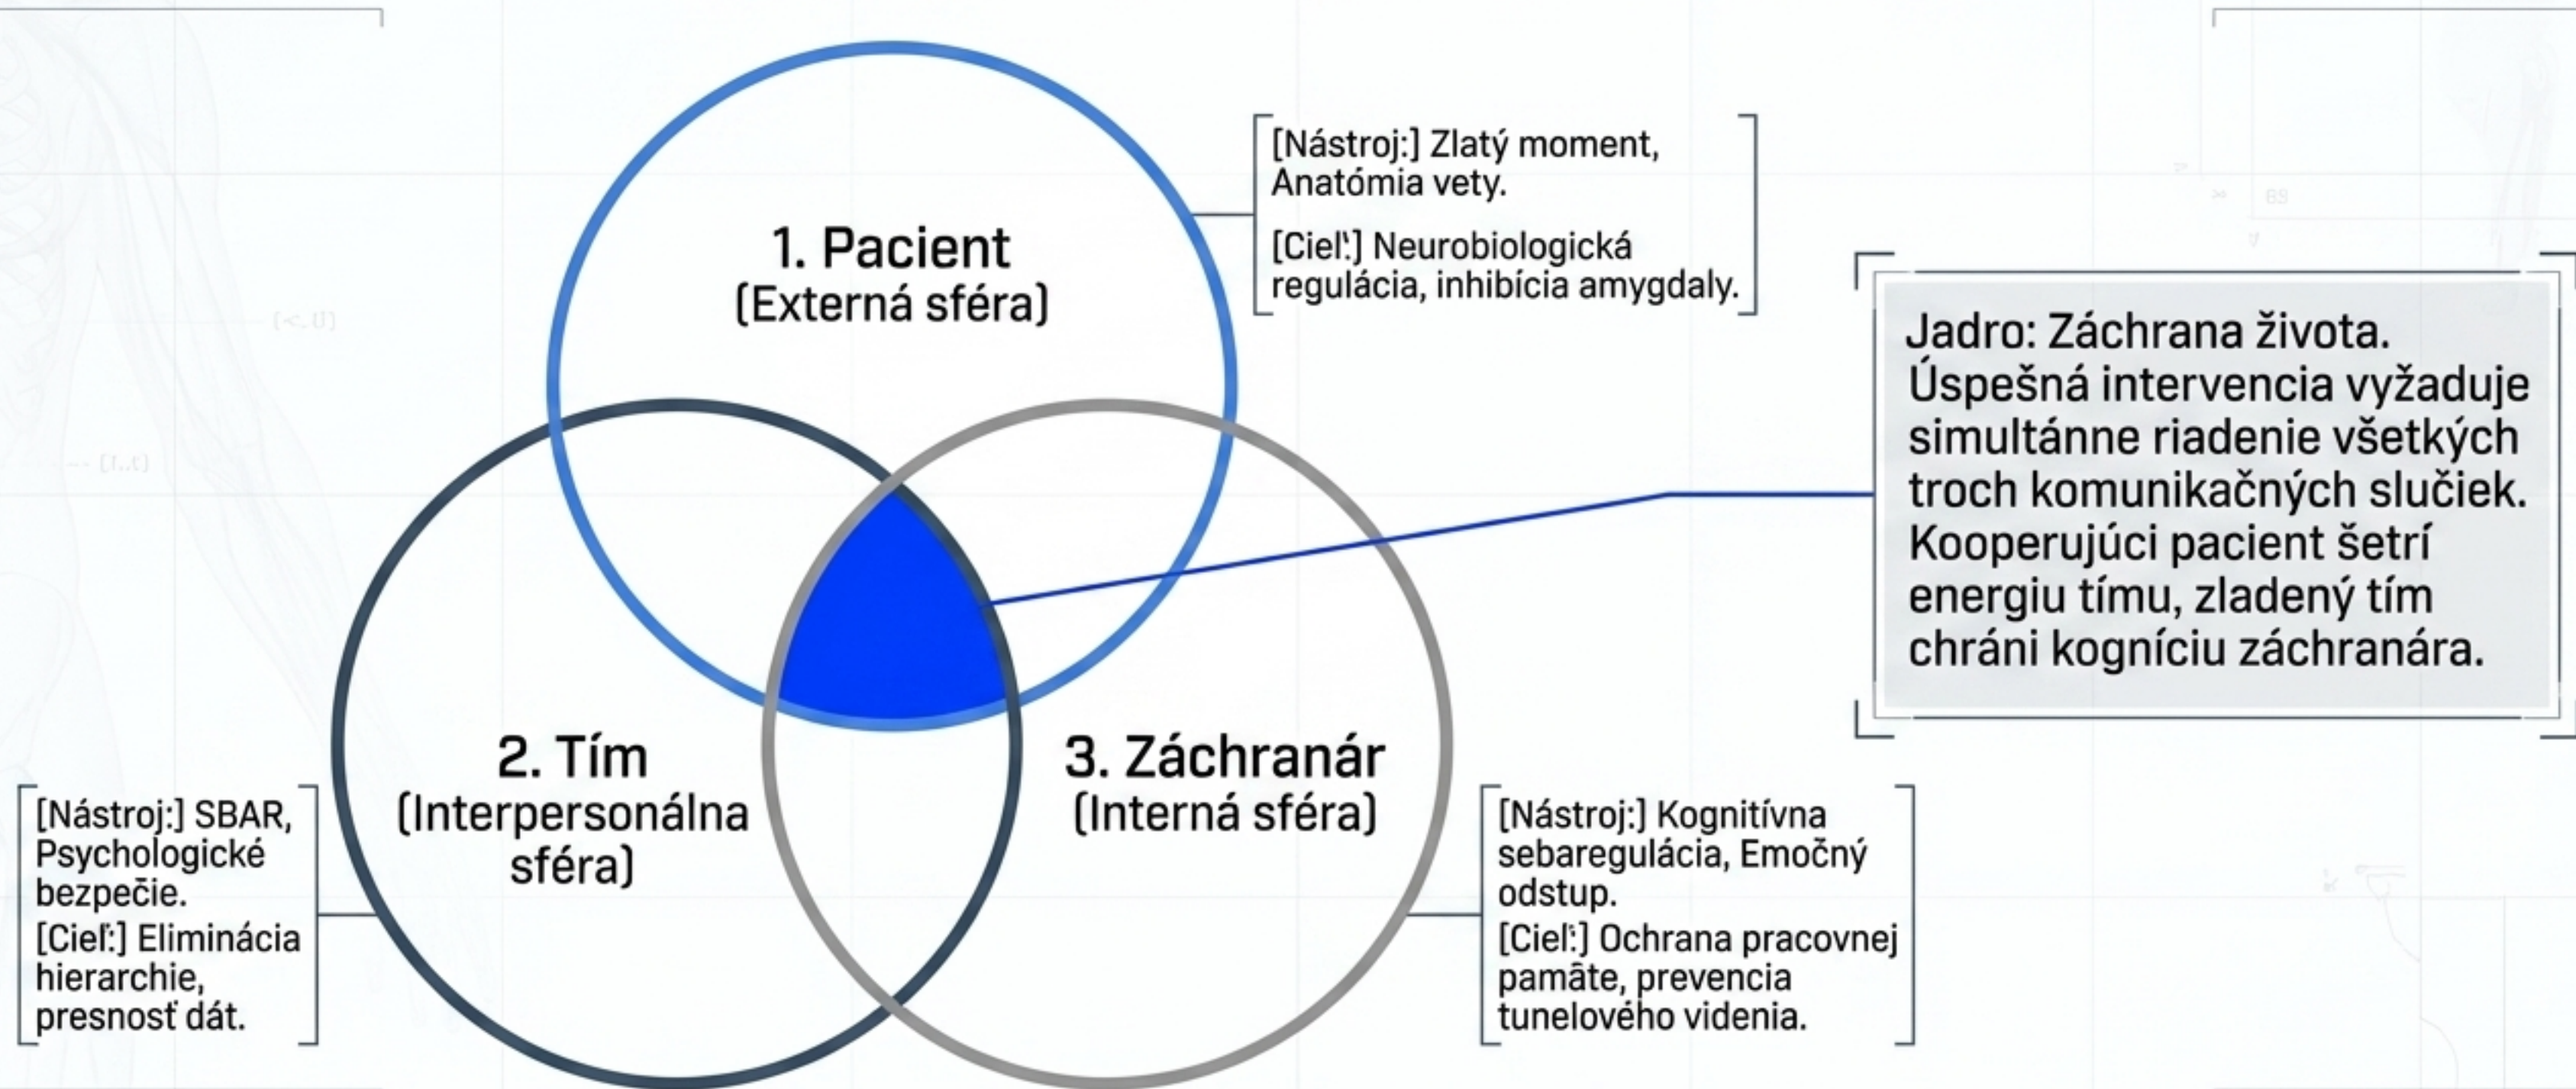 1. Pacient
(Externá sféra)
[Nástroj:] Zlatý moment,
Anatómia vety.
[Cieľ:] Neurobiologická
regulácia, inhibícia amygdaly.
Jadro: Záchrana života.
Úspešná intervencia vyžaduje
simultánne riadenie všetkých
troch komunikačných slučiek.
Kooperujúci pacient šetrí
energiu tímu, zladený tím
chráni kogníciu záchranára.
2. Tím
(Interpersonálna
sféra)
[Nástroj:] SBAR,
Psychologické
bezpečie.
[Cieľ:] Eliminácia
hierarchie,
presnosť dát.
3. Záchranár
(Interná sféra)
[Nástroj:] Kognitívna
sebaregulácia, Emočný
odstup.
[Cieľ:] Ochrana pracovnej
pamāte, prevencia
tunelového videnia.
69